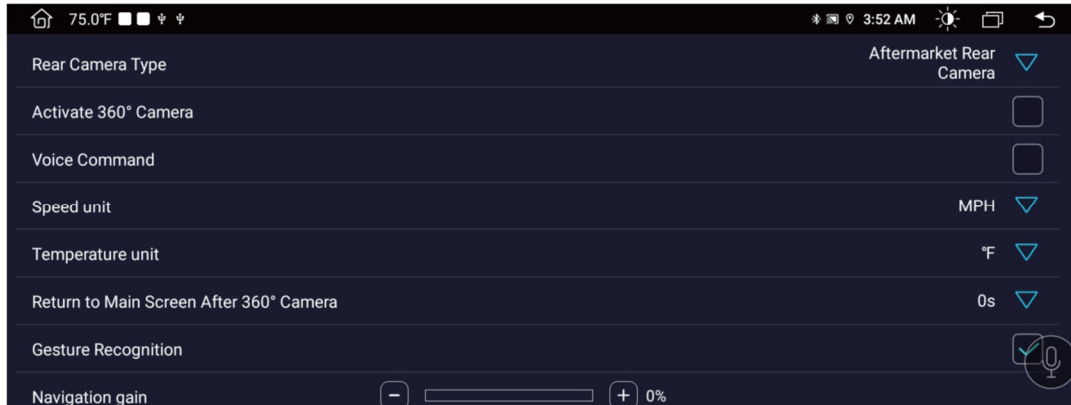 75.0°F 3:52 AM
Rear Camera Type Aftermarket Rear
Camera
Activate 360° Camera
Voice Command
Speed unit MPH
Temperature unit °F
Return to Main Screen After 360° Camera 0s
Gesture Recognition
Navigation gain - + 0%